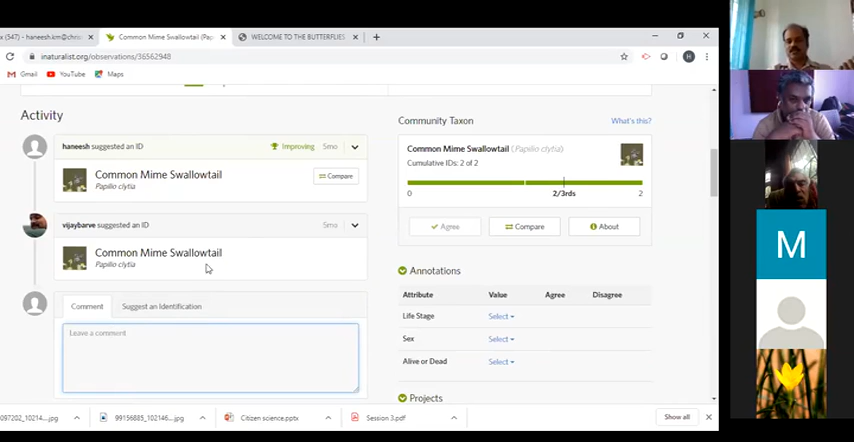 x (547) - haneesh.km@chr
Common Mime Swallowtail (Pap
WELCOME TO THE BUTTERFLIES
inaturalist.org/observations/36562948
H
Gmail YouTube Maps
Activity
haneesh suggested an ID Improving 5mo
Common Mime Swallowtail
Papilio clytia
Compare
vijaybarve suggested an ID 5mo
Common Mime Swallowtail
Papilio clytia
Comment Suggest an Identification
Leave a comment
Community Taxon What's this?
Common Mime Swallowtail (Papilio clytia)
Cumulative IDs: 2 of 2
0 2/3rds 2
Agree Compare About
Annotations
Attribute Value Agree Disagree
Life Stage Select
Sex Select
Alive or Dead Select
Projects
097202_10214....jpg 99156885_102146....jpg Citizen science.pptx Session 3.pdf Show all
M